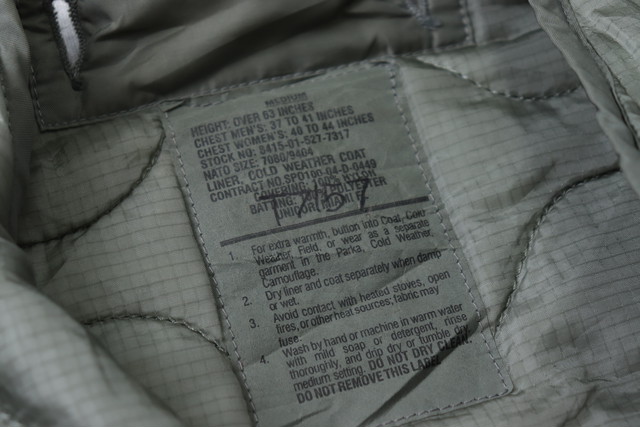 MEDIUM
HEIGHT: OVER 63 INCHES
CHEST MEN'S: 37 TO 41 INCHES
CHEST WOMEN'S: 40 TO 44 INCHES
STOCK NO: 8415-01-527-7317
NATO SIZE: 7080/9404
LINER, COLD WEATHER COAT
CONTRACT NO SPO100-04-D-0449
COVERING: 100% NYLON
BATTING: POLYESTER
1. For extra warmth, button into Coat, Cold
Weather, Field, or wear as a separate
garment in the Parka, Cold Weather,
Camouflage.
2. Dry liner and coat separately when damp
or wet.
3. Avoid contact with heated stoves, open
fires, or other heat sources; fabric may
fuse.
4. Wash by hand or machine in warm water
with mild soap or detergent, rinse
thoroughly, and drip dry or tumble dry
medium setting. DO NOT DRY CLEAN.
DO NOT REMOVE THIS LABEL